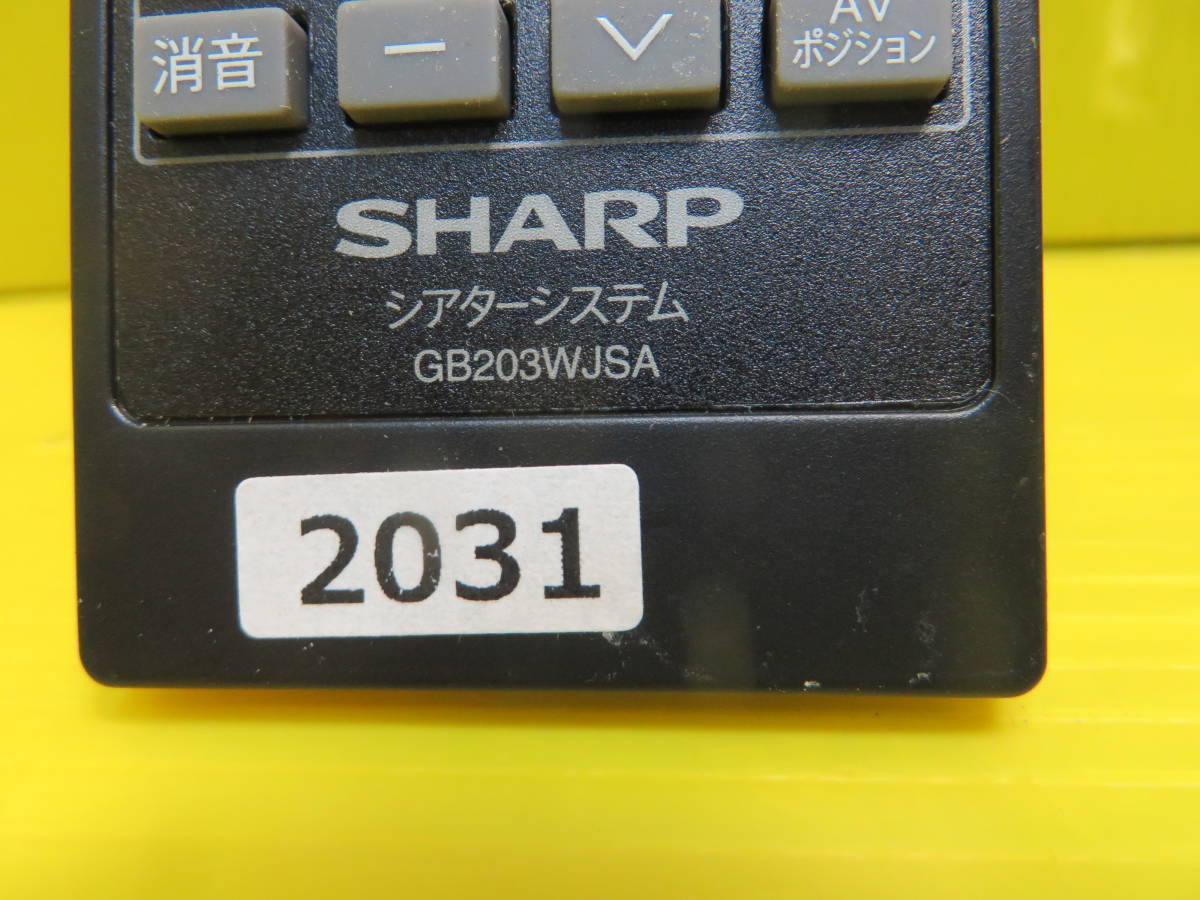 消音
－
∨
AV
ポジション
SHARP
シアターシステム
GB203WJSA
2031